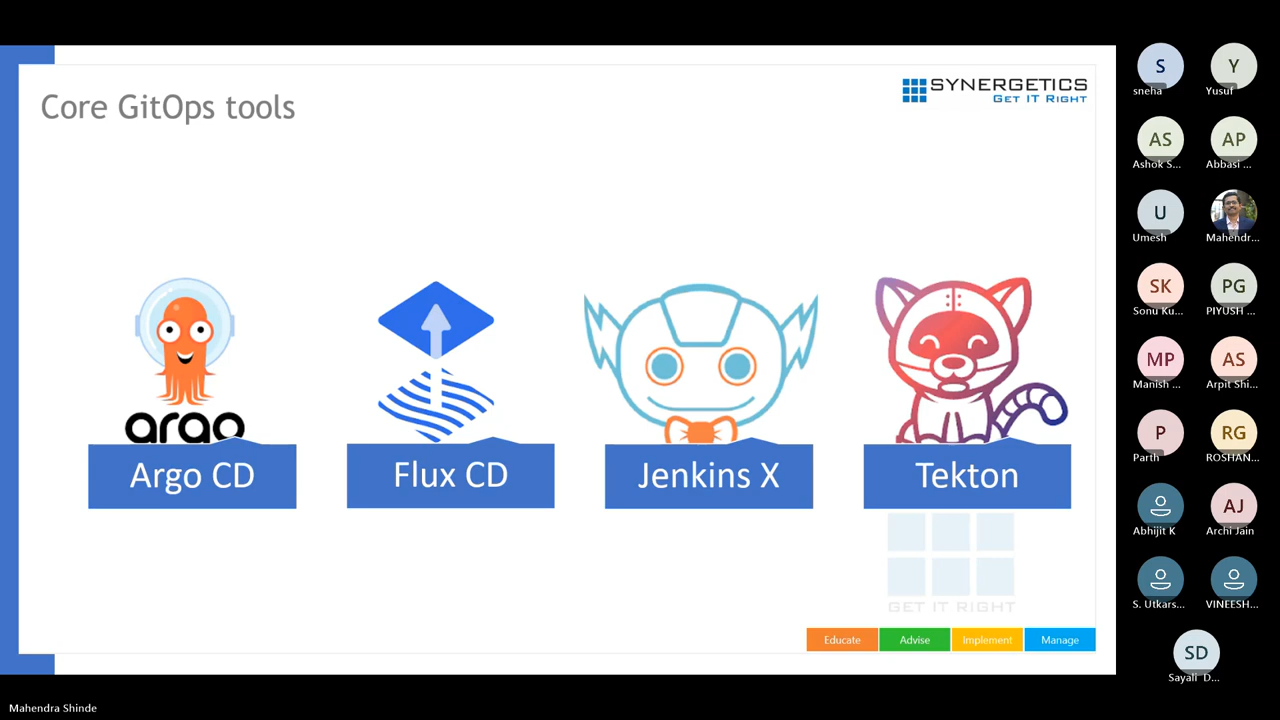 Core GitOps tools
SYNERGETICS
GET IT RIGHT
argo
Argo CD
Flux CD
Jenkins X
Tekton
GET IT RIGHT
Educate
Advise
Implement
Manage
S
sneha
Y
Yusuf
AS
Ashok S...
AP
Abbasi ...
U
Umesh
Mahendr...
SK
Sonu Ku...
PG
PIYUSH ...
MP
Manish ...
AS
Arpit Shi...
P
Parth
RG
ROSHAN...
Abhijit K
AJ
Archi Jain
S. Utkars...
VINEESH...
SD
Sayali D...
Mahendra Shinde